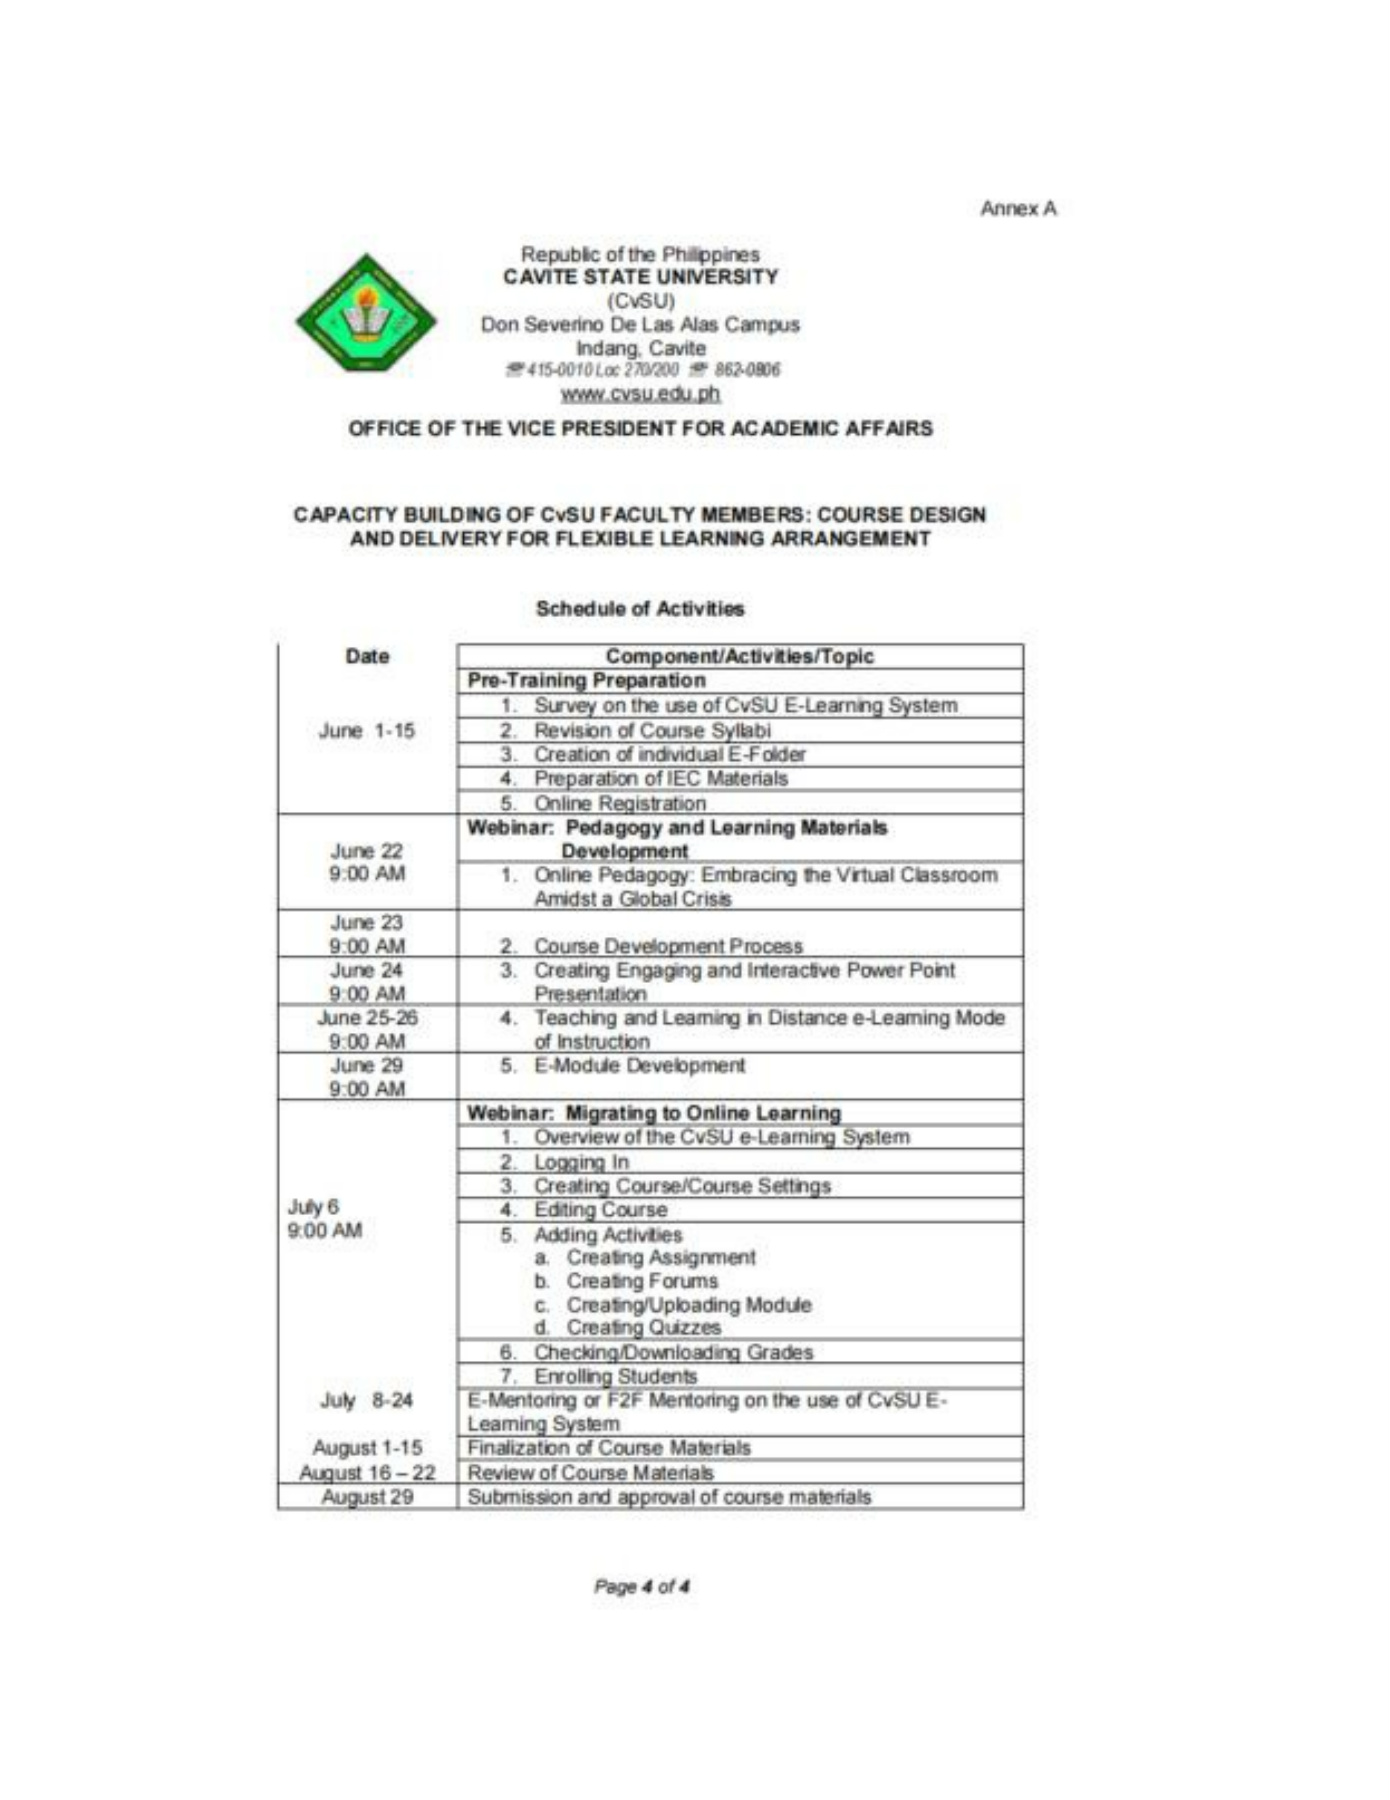 Annex A
Republic of the Philippines
CAVITE STATE UNIVERSITY
(CvSU)
Don Severino De Las Alas Campus
Indang, Cavite
☏ 415-0010 Loc 270/200 ☏ 862-0806
www.cvsu.edu.ph
OFFICE OF THE VICE PRESIDENT FOR ACADEMIC AFFAIRS
CAPACITY BUILDING OF CvSU FACULTY MEMBERS: COURSE DESIGN
AND DELIVERY FOR FLEXIBLE LEARNING ARRANGEMENT
Schedule of Activities
Date
Component/Activities/Topic
Pre-Training Preparation
June 1-15
1. Survey on the use of CvSU E-Learning System
2. Revision of Course Syllabi
3. Creation of individual E-Folder
4. Preparation of IEC Materials
5. Online Registration
June 22
9:00 AM
Webinar: Pedagogy and Learning Materials
Development
1. Online Pedagogy: Embracing the Virtual Classroom
Amidst a Global Crisis
June 23
9:00 AM
2. Course Development Process
June 24
9:00 AM
3. Creating Engaging and Interactive Power Point
Presentation
June 25-26
9:00 AM
4. Teaching and Learning in Distance e-Learning Mode
of Instruction
June 29
9:00 AM
5. E-Module Development
July 6
9:00 AM
Webinar: Migrating to Online Learning
1. Overview of the CvSU e-Learning System
2. Logging In
3. Creating Course/Course Settings
4. Editing Course
5. Adding Activities
a. Creating Assignment
b. Creating Forums
c. Creating/Uploading Module
d. Creating Quizzes
6. Checking/Downloading Grades
7. Enrolling Students
July 8-24
E-Mentoring or F2F Mentoring on the use of CvSU E-
Learning System
August 1-15
Finalization of Course Materials
August 16 – 22
Review of Course Materials
August 29
Submission and approval of course materials
Page 4 of 4